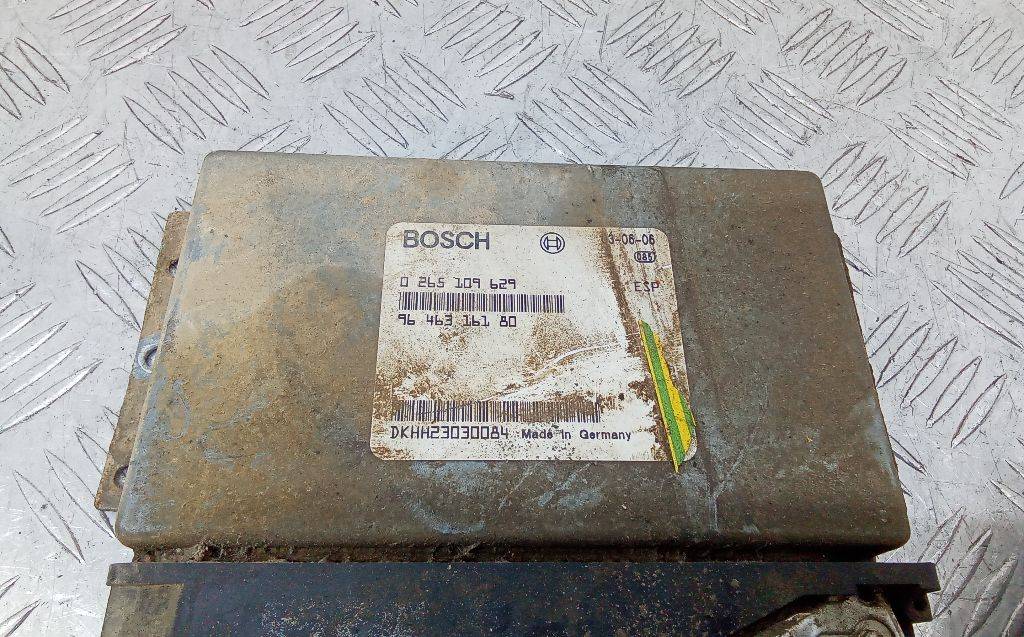 BOSCH
3-06-06
0 265 109 629
ESP
96 463 161 80
DKHH23030084 Made in Germany